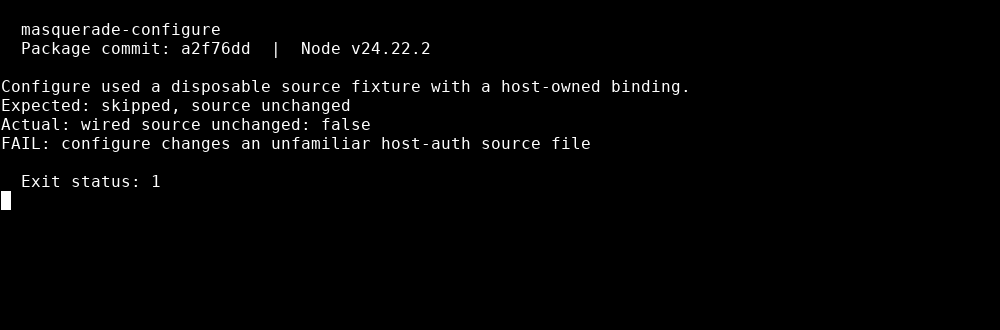 masquerade-configure
Package commit: a2f76dd | Node v24.22.2
Configure used a disposable source fixture with a host-owned binding.
Expected: skipped, source unchanged
Actual: wired source unchanged: false
FAIL: configure changes an unfamiliar host-auth source file
Exit status: 1